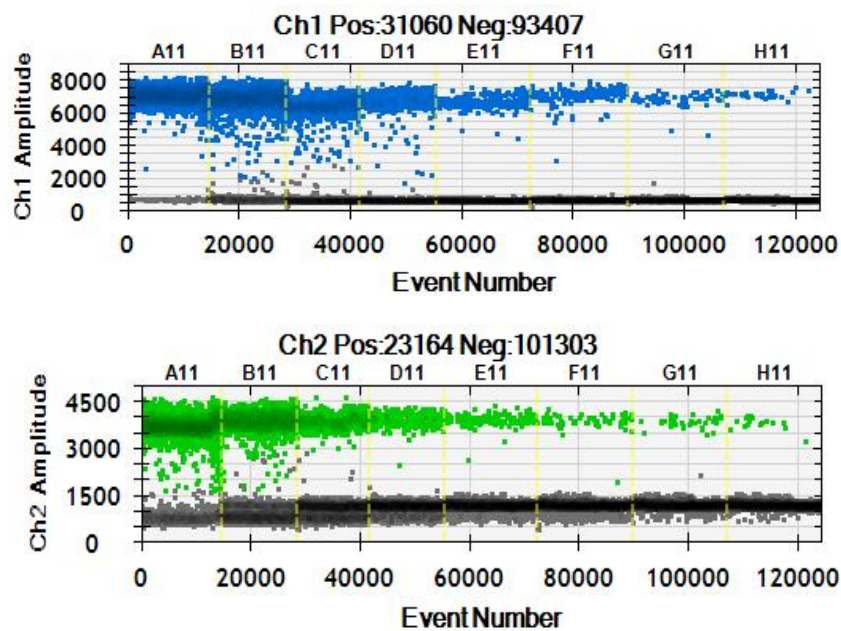 Ch1 Pos:31060 Neg:93407
A11 B11 C11 D11 E11 F11 G11 H11
8000
6000
4000
2000
0
Ch1 Amplitude
0 20000 40000 60000 80000 100000 120000
Event Number
Ch2 Pos:23164 Neg:101303
A11 B11 C11 D11 E11 F11 G11 H11
4500
3000
1500
0
Ch2 Amplitude
0 20000 40000 60000 80000 100000 120000
Event Number